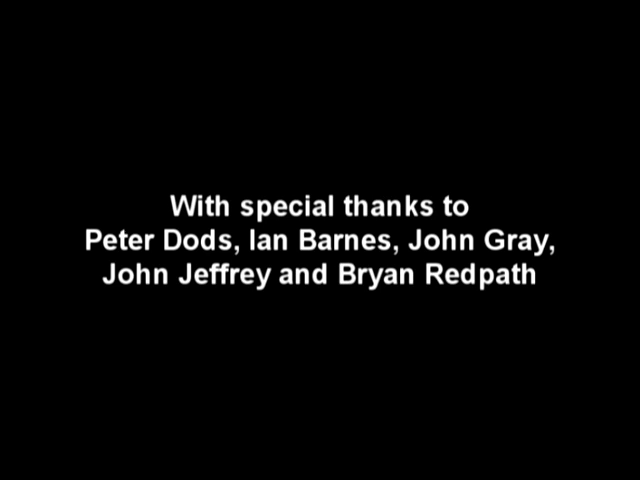 With special thanks to
Peter Dods, Ian Barnes, John Gray,
John Jeffrey and Bryan Redpath